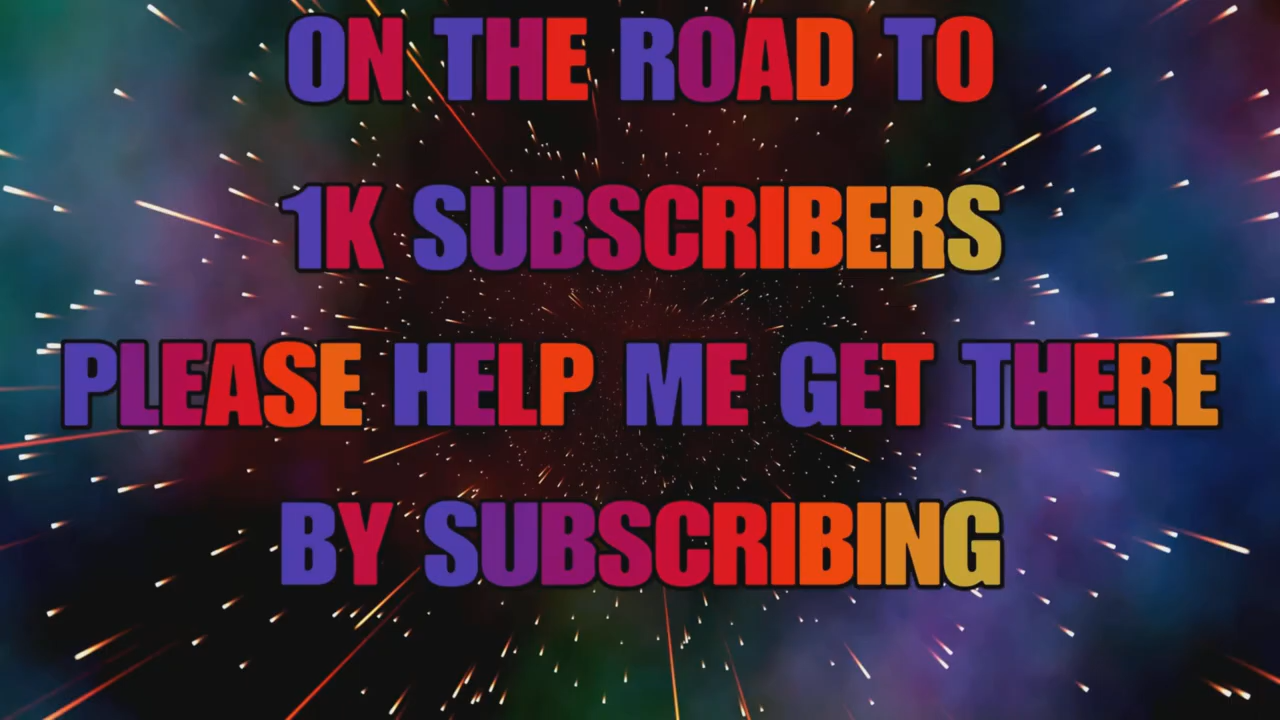 ON THE ROAD TO
1K SUBSCRIBERS
PLEASE HELP ME GET THERE
BY SUBSCRIBING